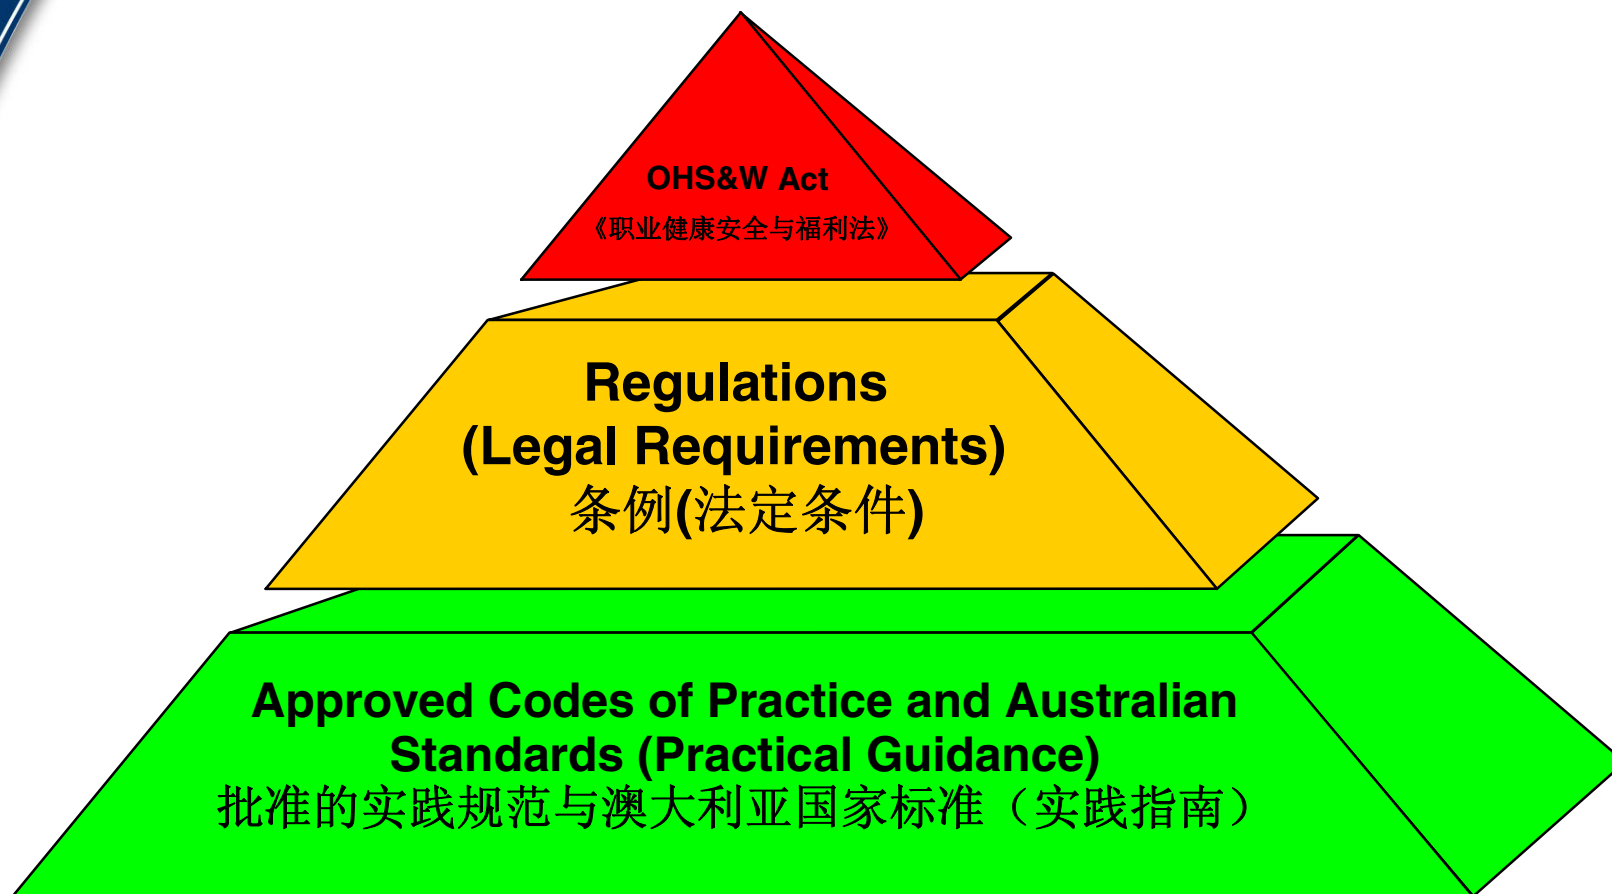 OHS&W Act
《职业健康安全与福利法》
Regulations
(Legal Requirements)
条例(法定条件)
Approved Codes of Practice and Australian
Standards (Practical Guidance)
批准的实践规范与澳大利亚国家标准（实践指南）